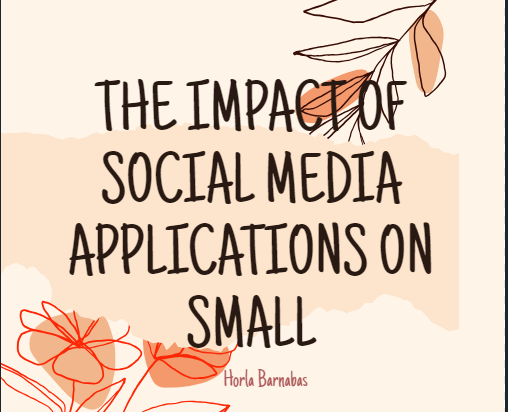 THE IMPACT OF
SOCIAL MEDIA
APPLICATIONS ON
SMALL
Horla Barnabas